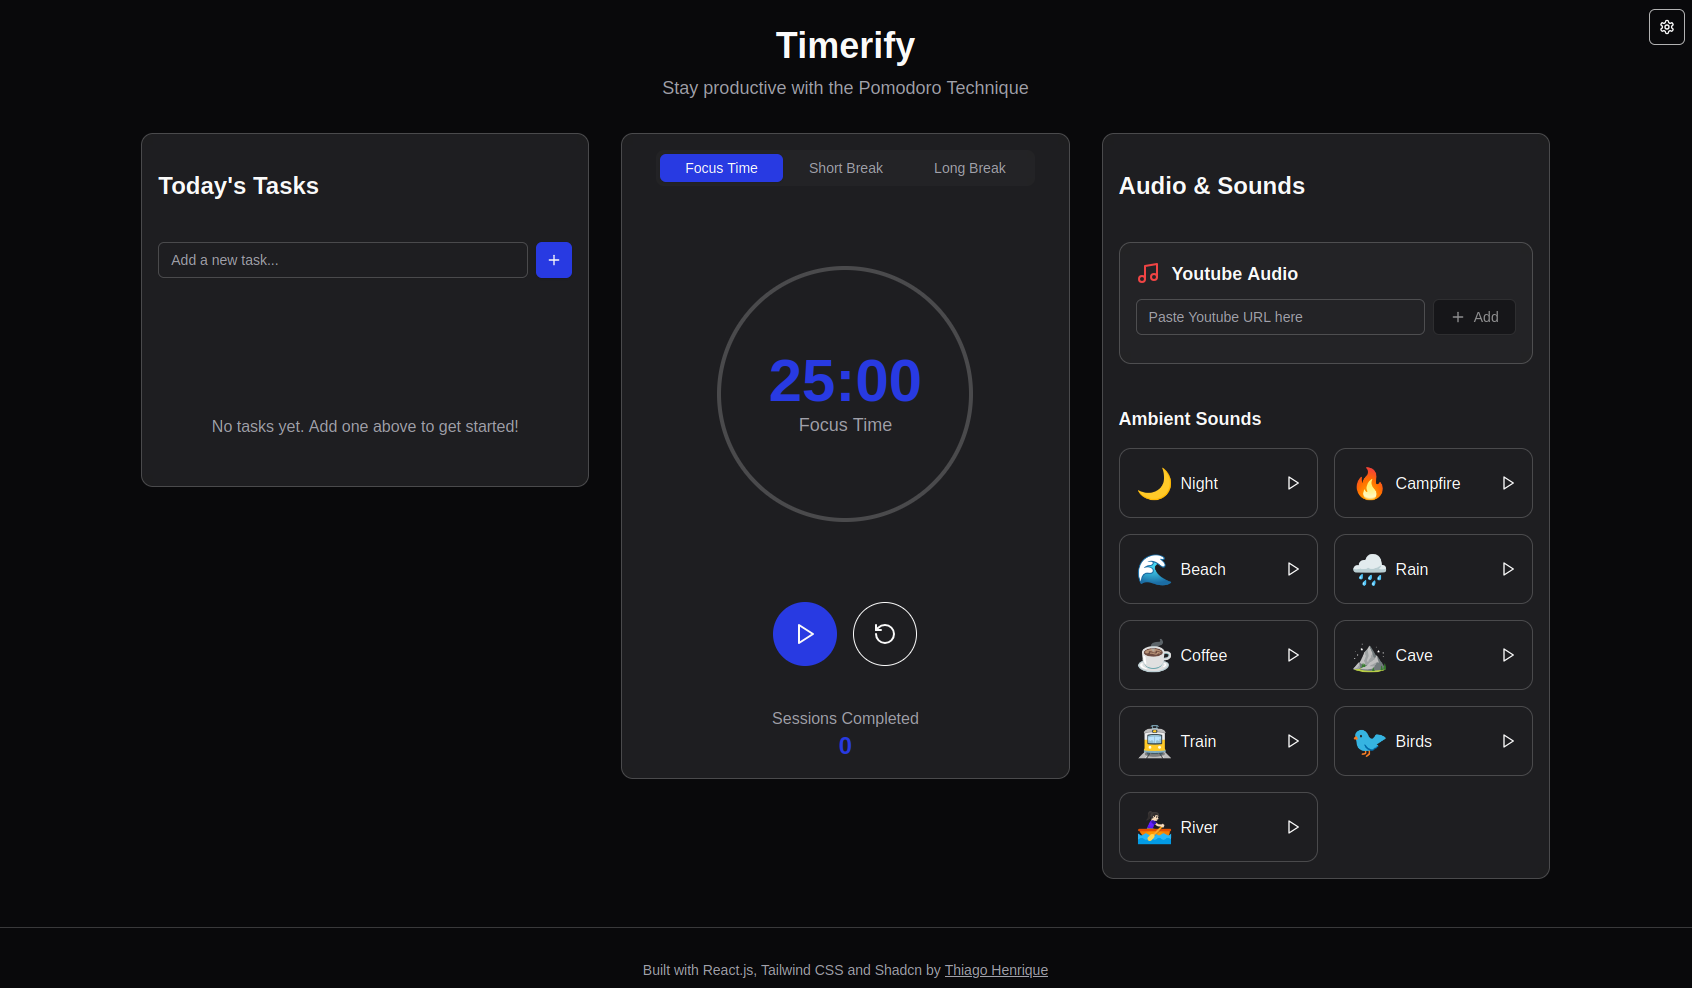 Timerify
Stay productive with the Pomodoro Technique
Today's Tasks
Add a new task...
No tasks yet. Add one above to get started!
Focus Time
Short Break
Long Break
25:00
Focus Time
Sessions Completed
0
Audio & Sounds
Youtube Audio
Paste Youtube URL here
Add
Ambient Sounds
Night
Campfire
Beach
Rain
Coffee
Cave
Train
Birds
River
Built with React.js, Tailwind CSS and Shadcn by Thiago Henrique